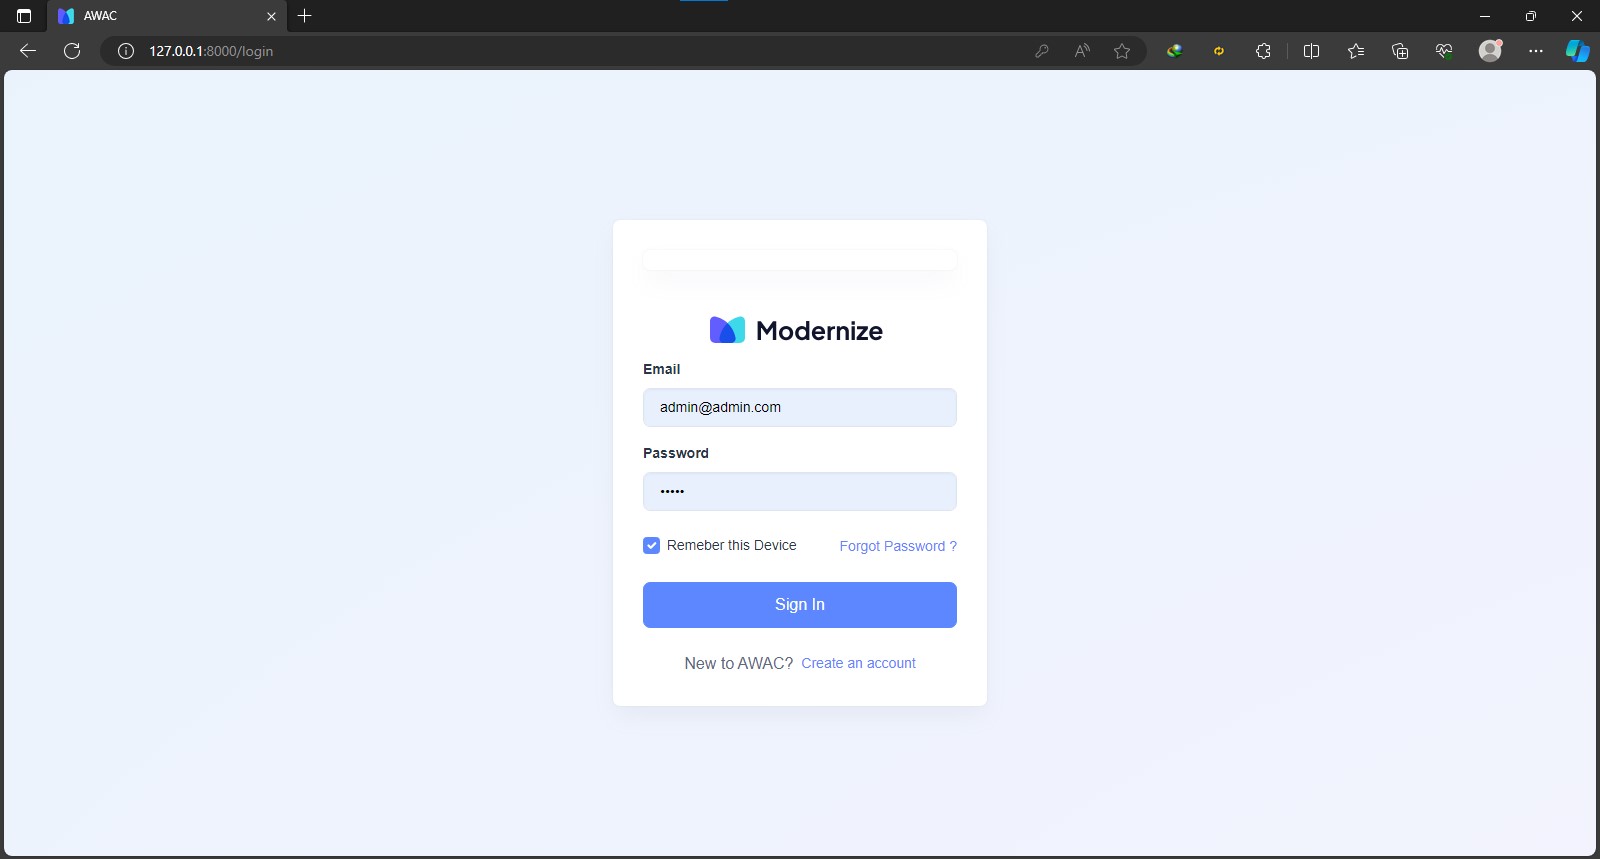 AWAC
127.0.0.1:8000/login
Modernize
Email
admin@admin.com
Password
•••••
Remeber this Device
Forgot Password ?
Sign In
New to AWAC? Create an account